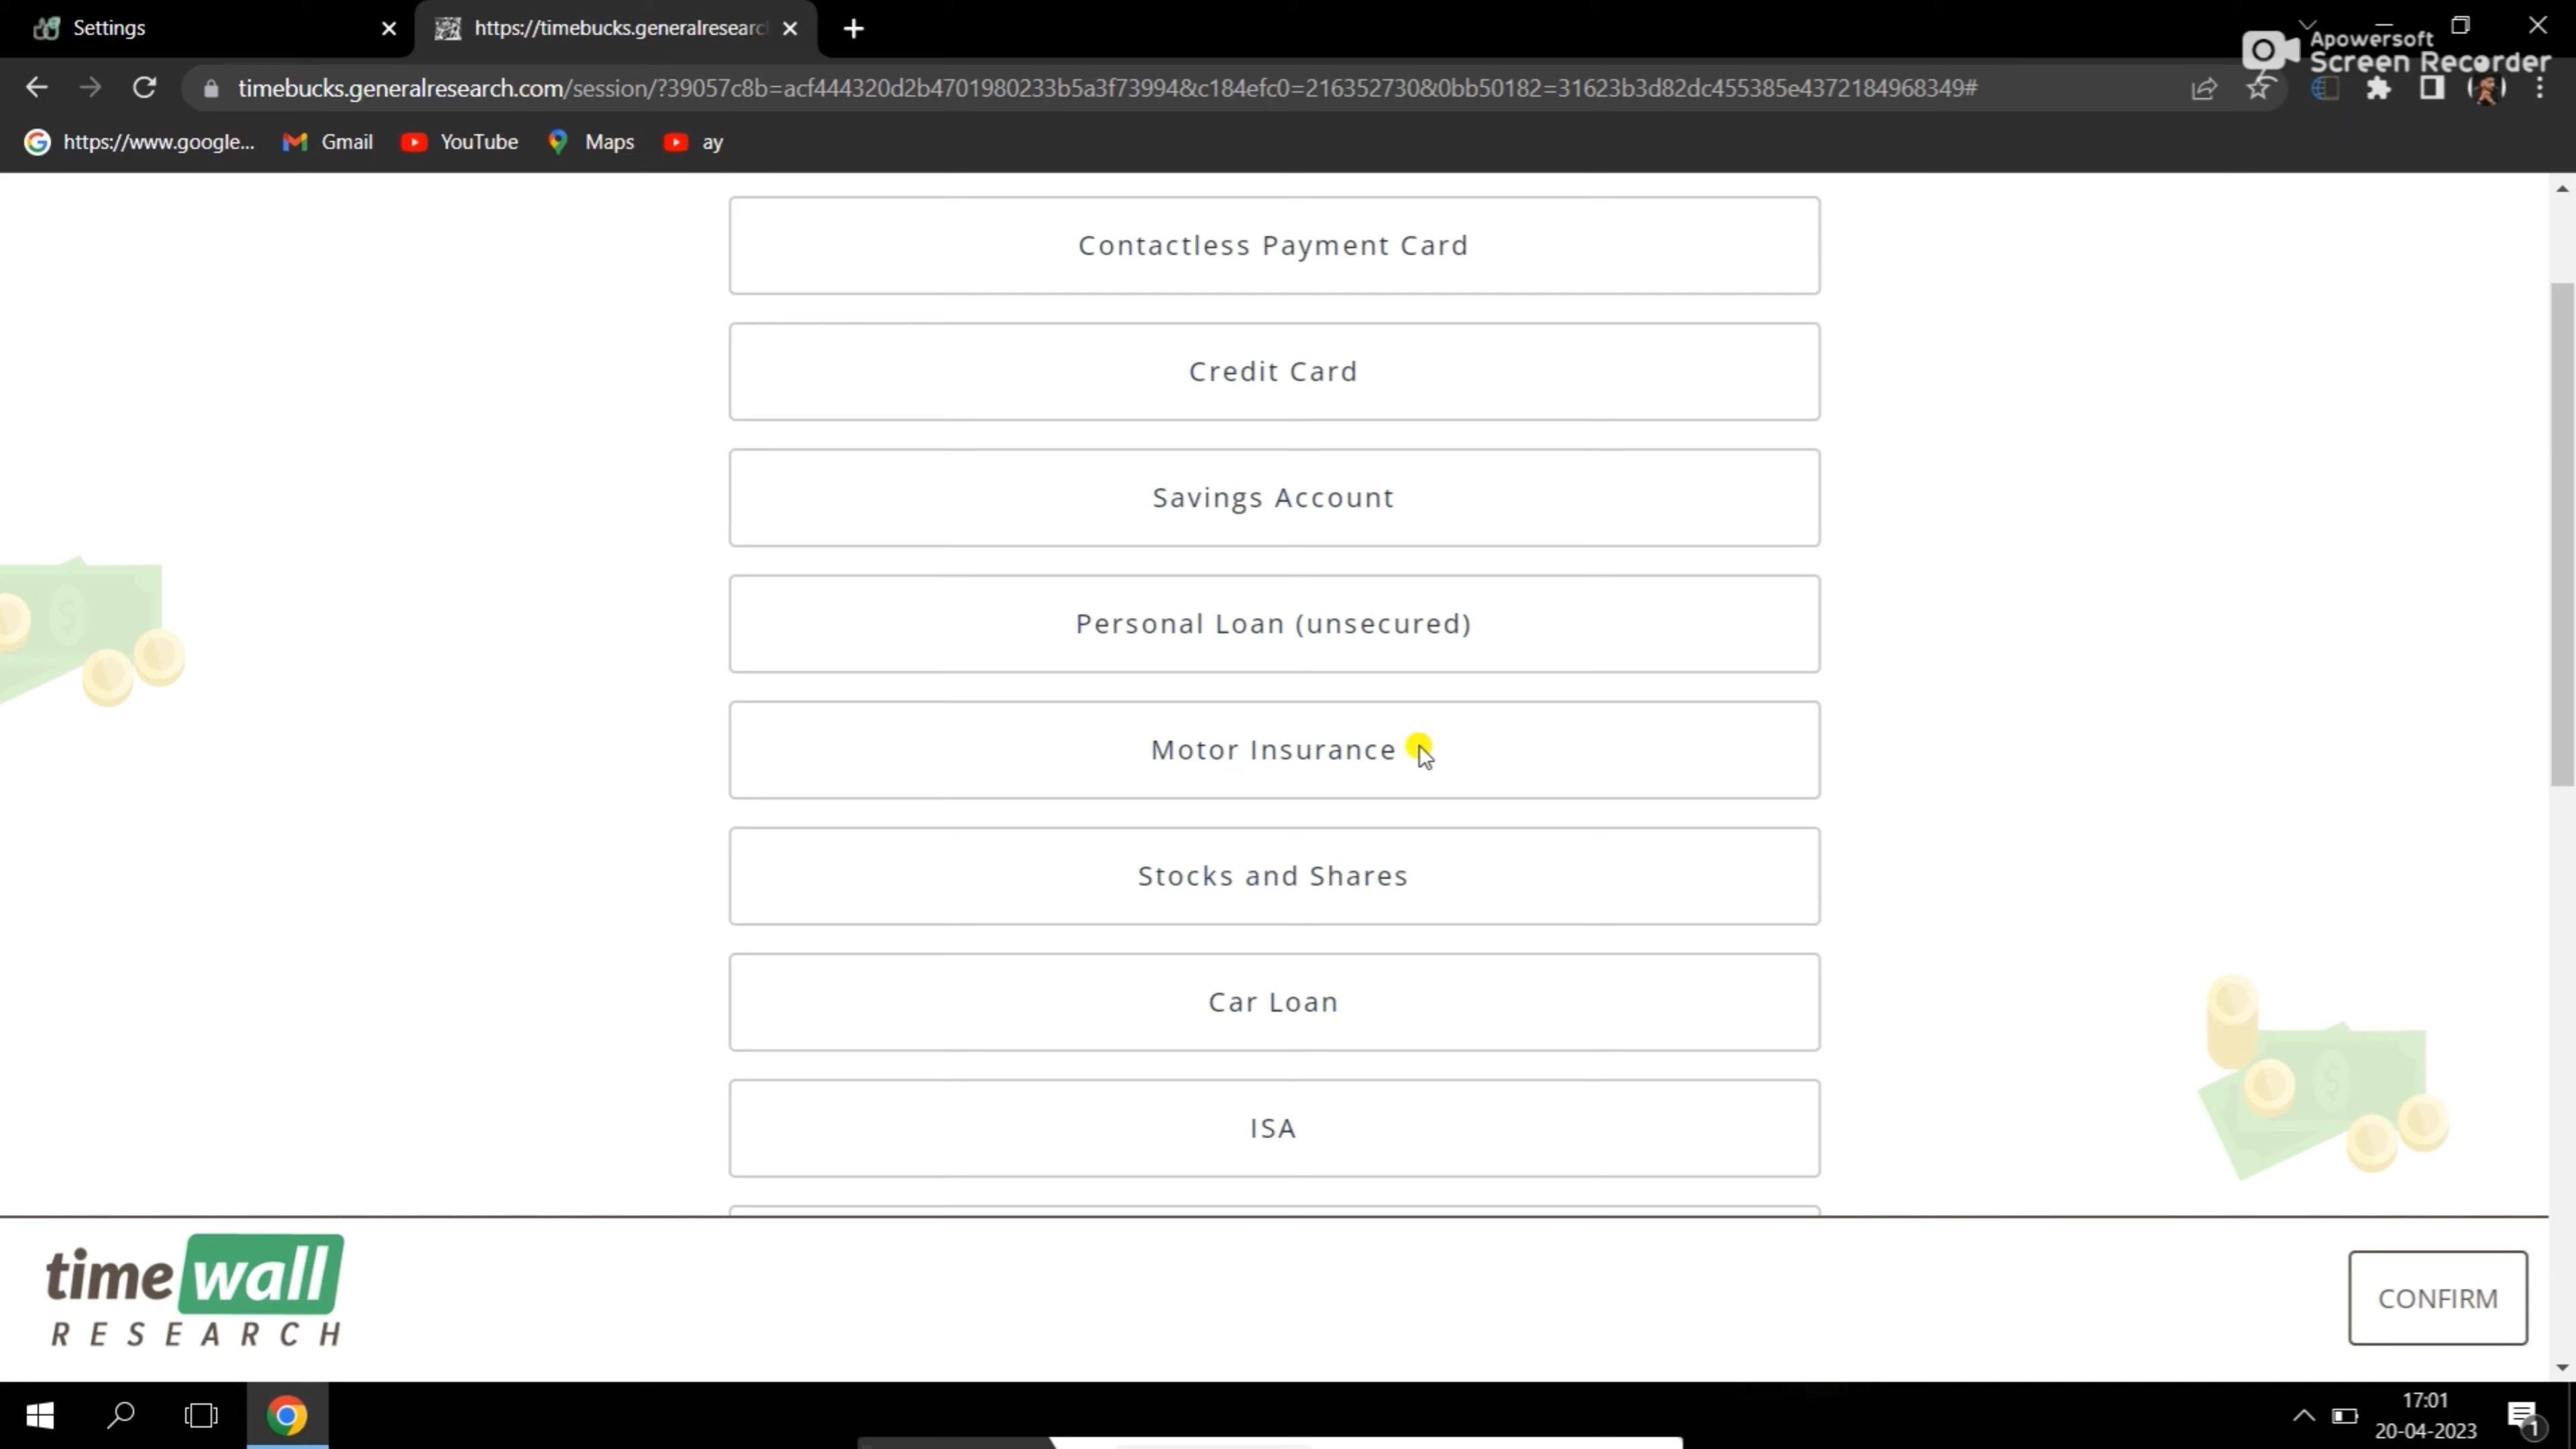 Settings
https://timebucks.generalresearc
Apowersoft
Screen Recorder
timebucks.generalresearch.com/session/?39057c8b=acf444320d2b4701980233b5a3f73994&c184efc0=216352730&0bb50182=31623b3d82dc455385e4372184968349#
https://www.google...
Gmail
YouTube
Maps
ay
Contactless Payment Card
Credit Card
Savings Account
Personal Loan (unsecured)
Motor Insurance
Stocks and Shares
Car Loan
ISA
time wall
RESEARCH
CONFIRM
17:01
20-04-2023
1